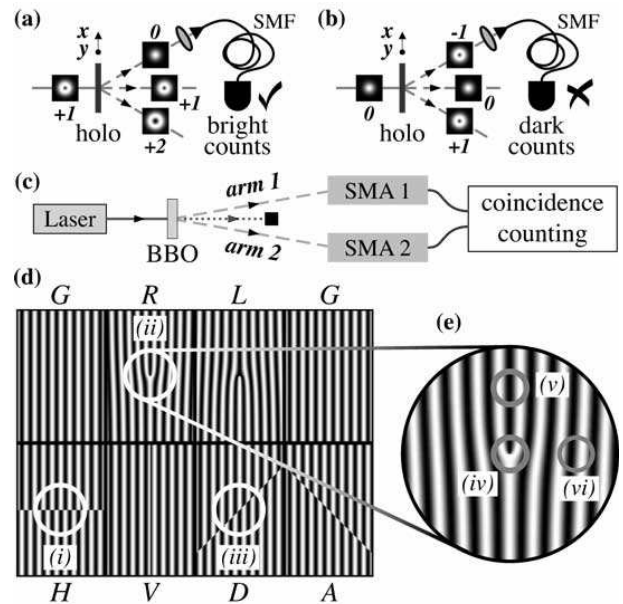 (a)
x
y
0
SMF
+1
holo
+1
+2
bright
counts
(b)
x
y
-1
SMF
0
holo
0
+1
dark
counts
(c)
Laser
BBO
arm 1
arm 2
SMA 1
SMA 2
coincidence
counting
(d)
G R L G
(ii)
(i)
(iii)
H V D A
(e)
(v)
(iv)
(vi)